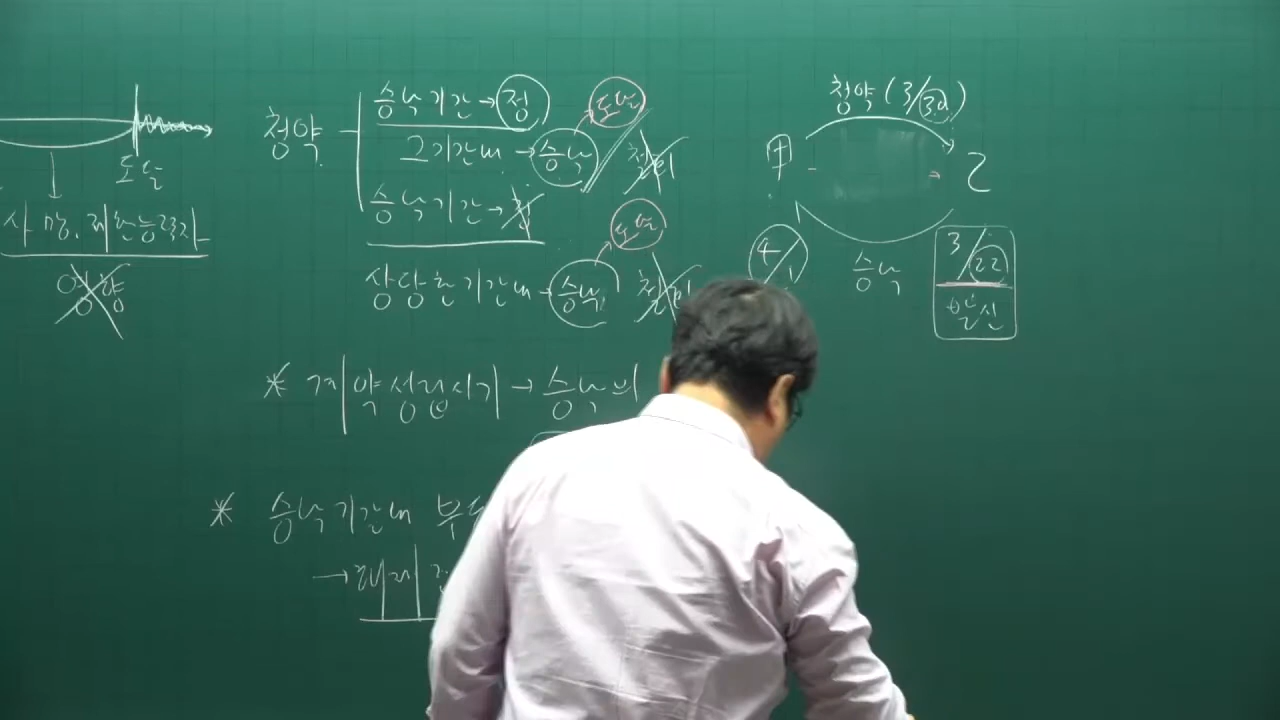 도달
사망, 제한능력자
영향
청약
승낙기간→정
도달
그기간내 → 승낙
철회
승낙기간→정
도달
상당한기간내 → 승낙
철회
* 계약성립시기 → 승낙의
* 승낙기간내 부
→
청약(3/30)
甲
乙
승낙
4/1
3/22
발신